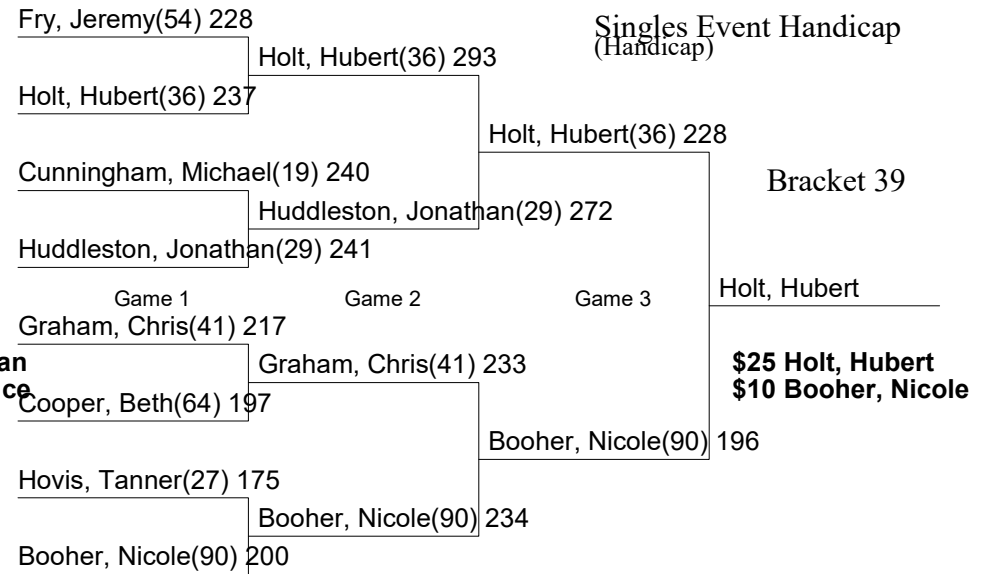 Fry, Jeremy(54) 228
Singles Event Handicap
(Handicap)
Holt, Hubert(36) 293
Holt, Hubert(36) 237
Holt, Hubert(36) 228
Cunningham, Michael(19) 240
Bracket 39
Huddleston, Jonathan(29) 272
Huddleston, Jonathan(29) 241
Game 1
Game 2
Game 3
Holt, Hubert
Graham, Chris(41) 217
an
Graham, Chris(41) 233
$25 Holt, Hubert
ce
Cooper, Beth(64) 197
$10 Booher, Nicole
Booher, Nicole(90) 196
Hovis, Tanner(27) 175
Booher, Nicole(90) 234
Booher, Nicole(90) 200